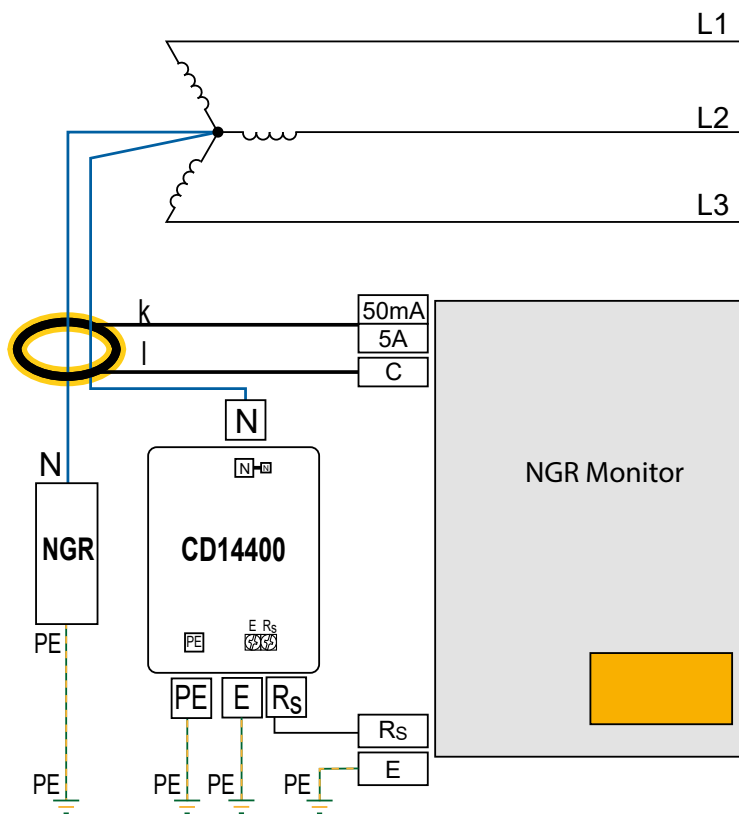 L1
L2
L3
k
50mA
5A
l
C
N
N
N N
NGR Monitor
NGR
CD14400
E RS
PE
PE
PE E RS
RS
E
PE PE PE PE